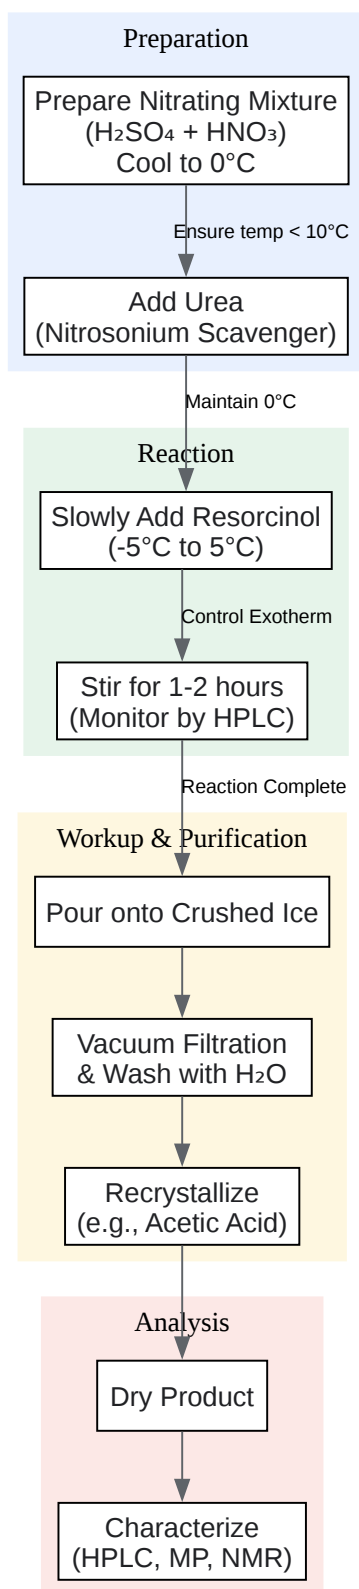 Preparation
Prepare Nitrating Mixture
(H₂SO₄ + HNO₃)
Cool to 0°C
Ensure temp < 10°C
Add Urea
(Nitrosonium Scavenger)
Maintain 0°C
Reaction
Slowly Add Resorcinol
(-5°C to 5°C)
Control Exotherm
Stir for 1-2 hours
(Monitor by HPLC)
Reaction Complete
Workup & Purification
Pour onto Crushed Ice
Vacuum Filtration
& Wash with H₂O
Recrystallize
(e.g., Acetic Acid)
Analysis
Dry Product
Characterize
(HPLC, MP, NMR)